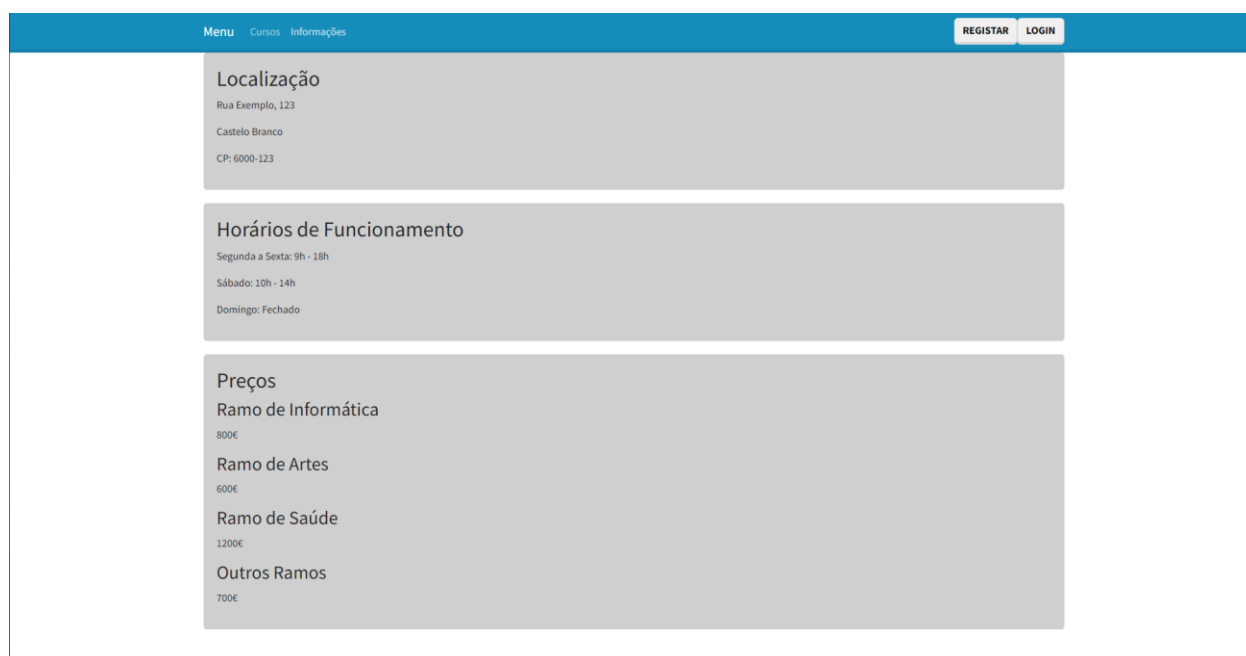 Menu Cursos Informações REGISTAR LOGIN
Localização
Rua Exemplo, 123
Castelo Branco
CP: 6000-123
Horários de Funcionamento
Segunda a Sexta: 9h - 18h
Sábado: 10h - 14h
Domingo: Fechado
Preços
Ramo de Informática
800€
Ramo de Artes
600€
Ramo de Saúde
1200€
Outros Ramos
700€